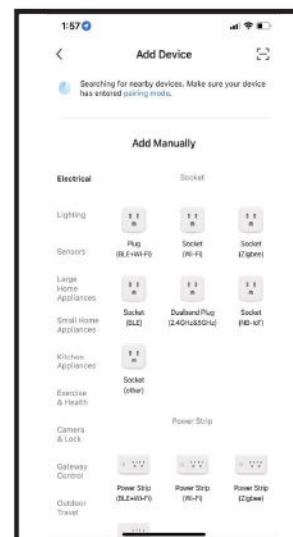 1:57
Add Device
Searching for nearby devices. Make sure your device
has entered pairing mode.
Add Manually
Electrical
Socket
Lighting
Plug
(BLE+Wi-Fi)
Socket
(Wi-Fi)
Socket
(Zigbee)
Sensors
Large
Home
Appliances
Socket
(BLE)
Dualband Plug
(2.4GHz&5GHz)
Socket
(NB-IoT)
Small Home
Appliances
Kitchen
Appliances
Socket
(other)
Exercise
& Health
Power Strip
Camera
& Lock
Gateway
Control
Power Strip
(BLE+Wi-Fi)
Power Strip
(Wi-Fi)
Power Strip
(Zigbee)
Outdoor
Travel